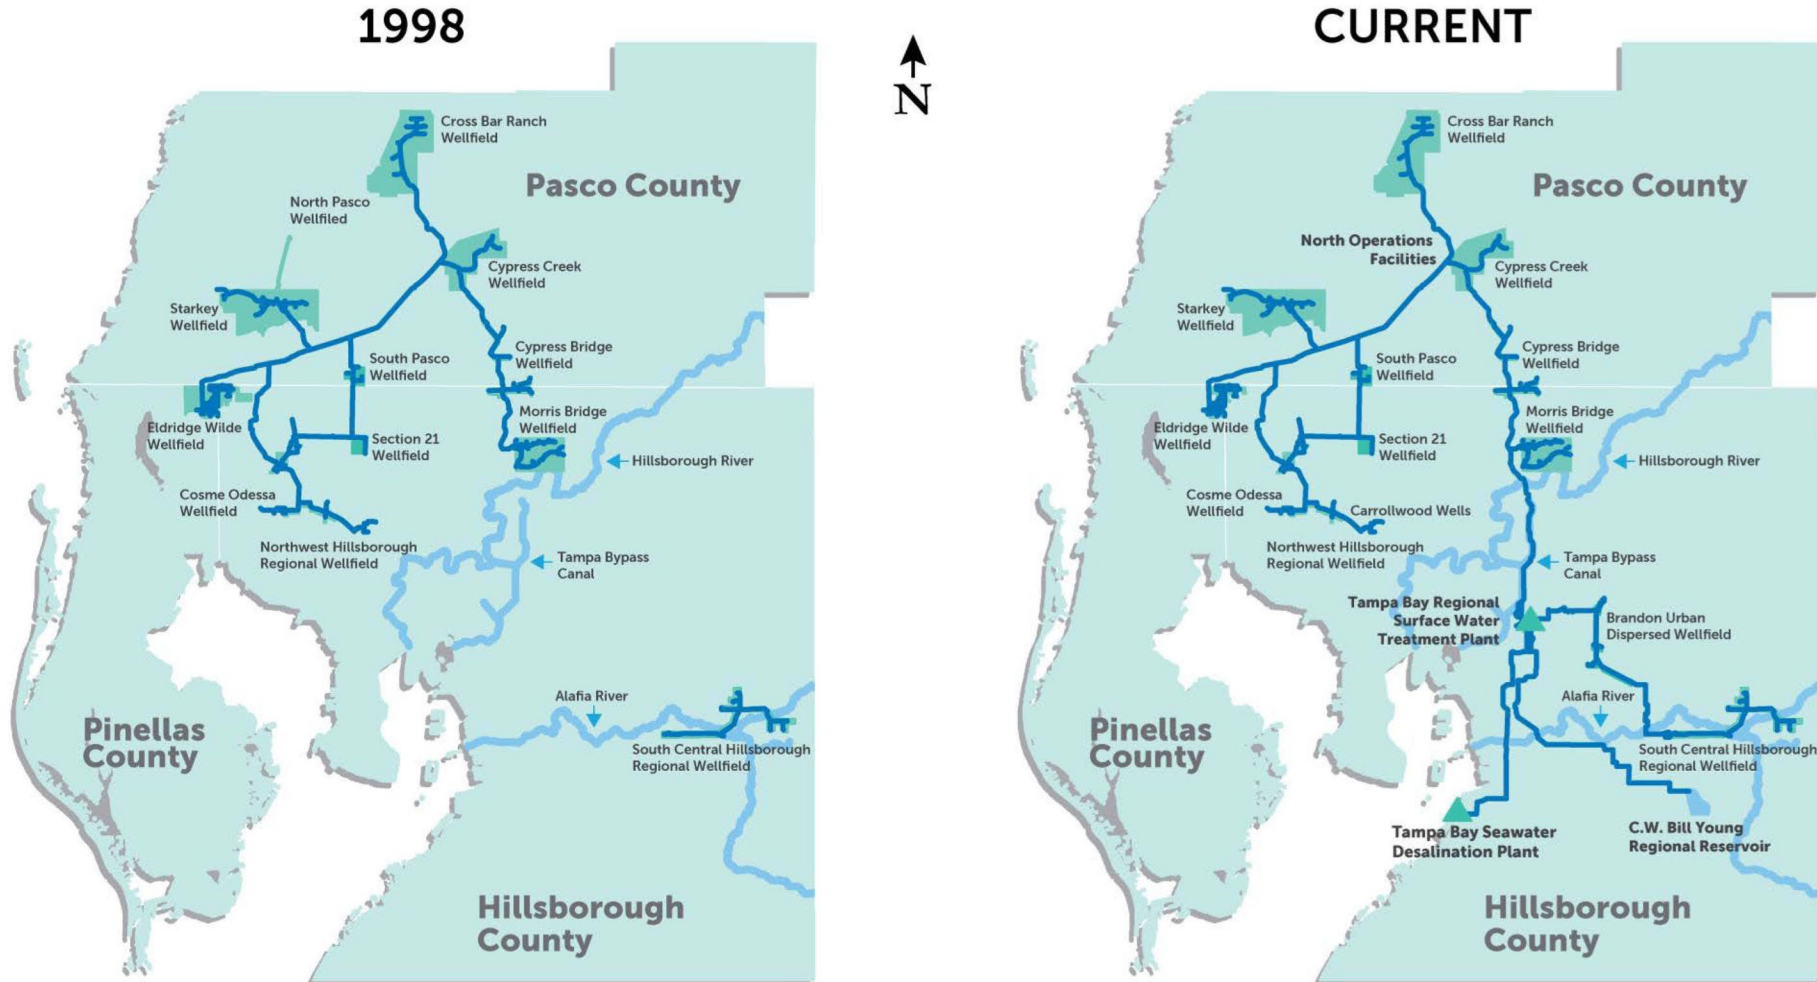 1998
Cross Bar Ranch
Wellfield
Pasco County
North Pasco
Wellfiled
Cypress Creek
Wellfield
Starkey
Wellfield
Cypress Bridge
Wellfield
South Pasco
Wellfield
Morris Bridge
Wellfield
Eldridge Wilde
Wellfield
Section 21
Wellfield
Hillsborough River
Cosme Odessa
Wellfield
Northwest Hillsborough
Regional Wellfield
Tampa Bypass
Canal
Alafia River
Pinellas
County
South Central Hillsborough
Regional Wellfield
Hillsborough
County
N
CURRENT
Cross Bar Ranch
Wellfield
Pasco County
North Operations
Facilities
Cypress Creek
Wellfield
Starkey
Wellfield
Cypress Bridge
Wellfield
South Pasco
Wellfield
Morris Bridge
Wellfield
Eldridge Wilde
Wellfield
Section 21
Wellfield
Hillsborough River
Cosme Odessa
Wellfield
Carrollwood Wells
Northwest Hillsborough
Regional Wellfield
Tampa Bypass
Canal
Tampa Bay Regional
Surface Water
Treatment Plant
Brandon Urban
Dispersed Wellfield
Alafia River
Pinellas
County
South Central Hillsborough
Regional Wellfield
Tampa Bay Seawater
Desalination Plant
C.W. Bill Young
Regional Reservoir
Hillsborough
County